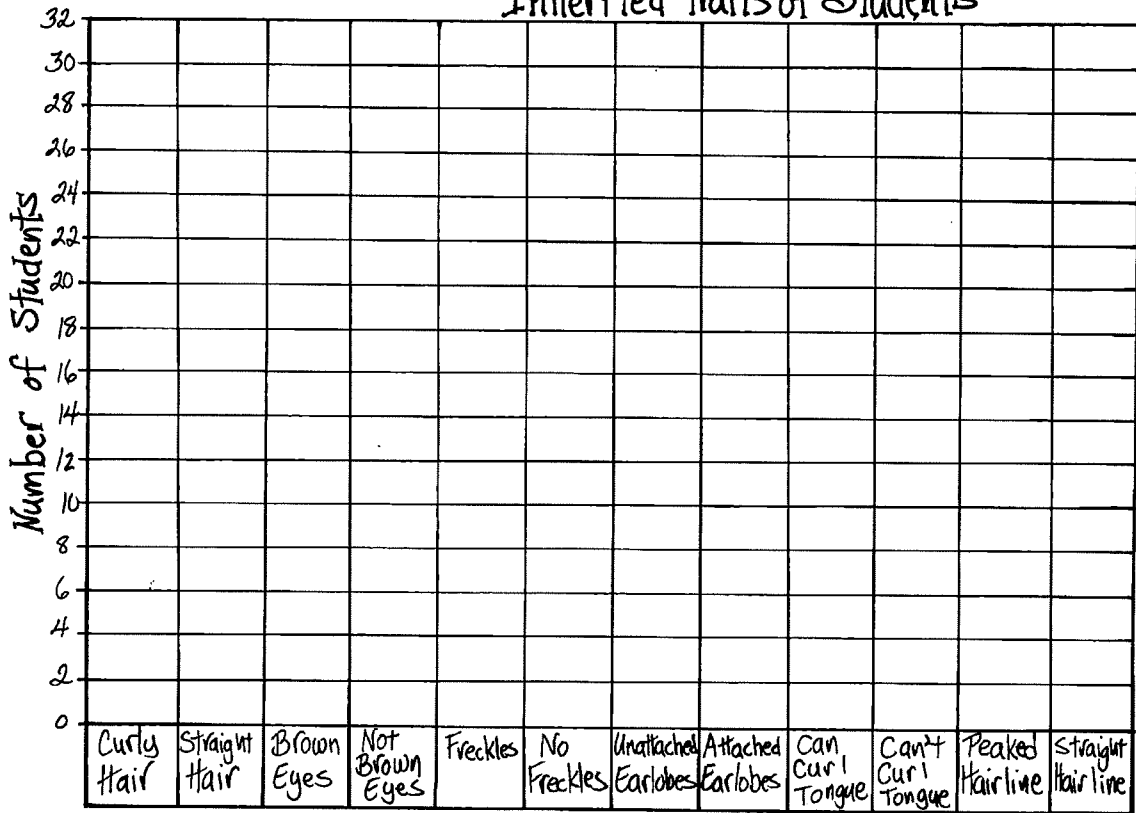 Inherited Traits of Students
32
30
28
26
24
22
20
18
16
14
12
10
8
6
4
2
0
Number of Students
Curly
Hair
Straight
Hair
Brown
Eyes
Not
Brown
Eyes
Freckles
No
Freckles
Unattached
Earlobes
Attached
Earlobes
Can
Curl
Tongue
Can't
Curl
Tongue
Peaked
Hairline
Straight
Hairline